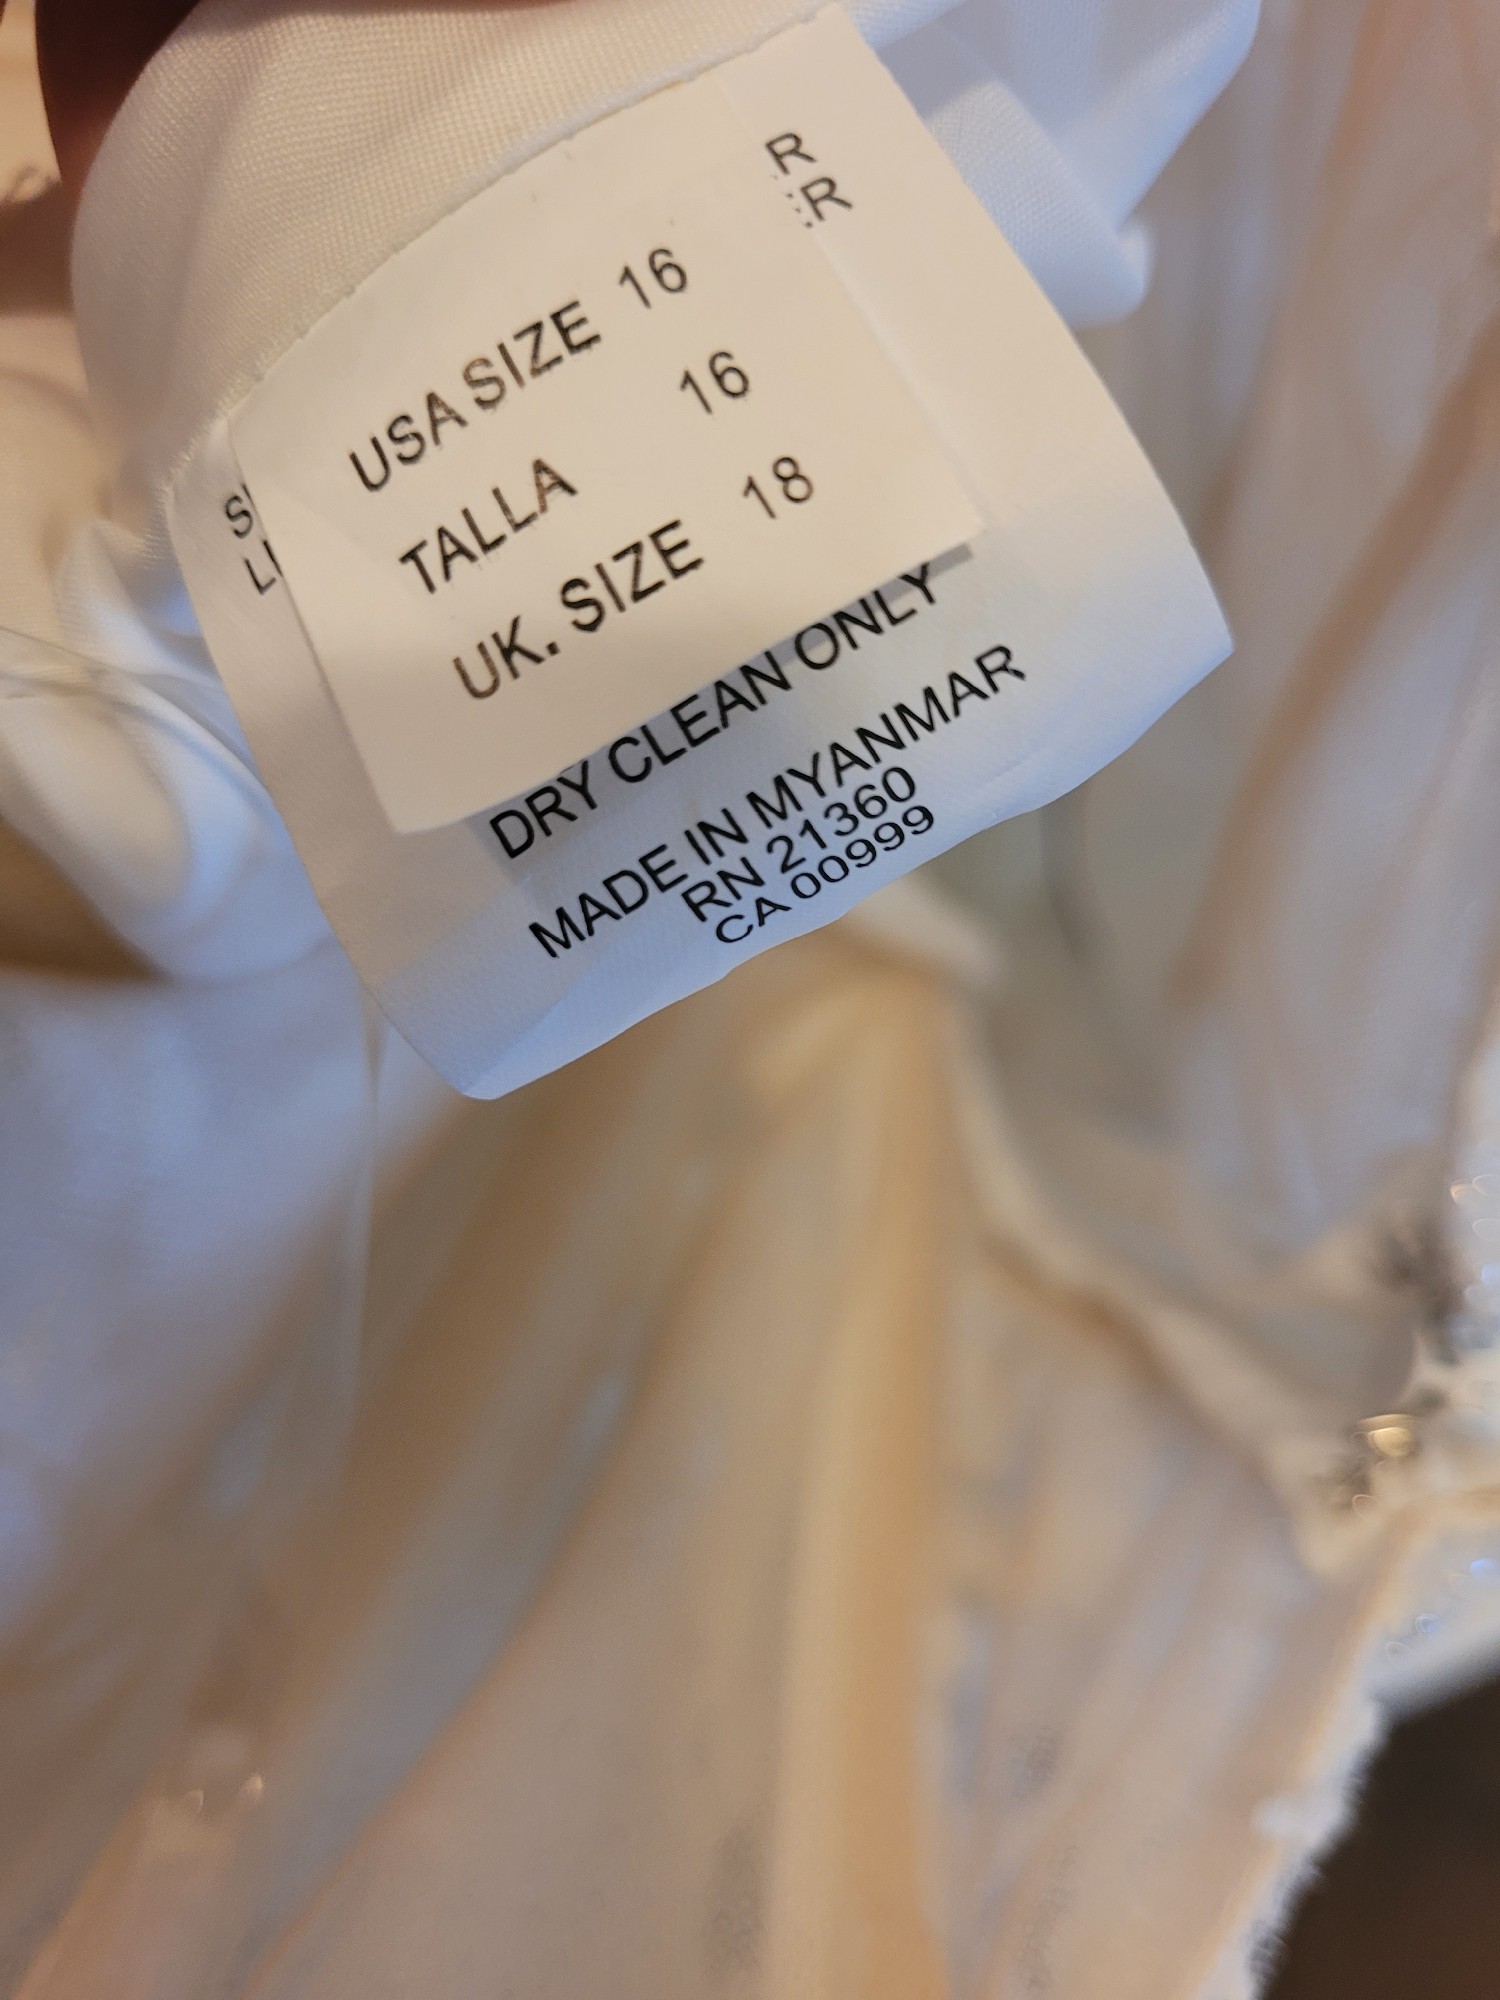 USA SIZE 16
TALLA 16
UK. SIZE 18
DRY CLEAN ONLY
MADE IN MYANMAR
RN 21360
CA 00999